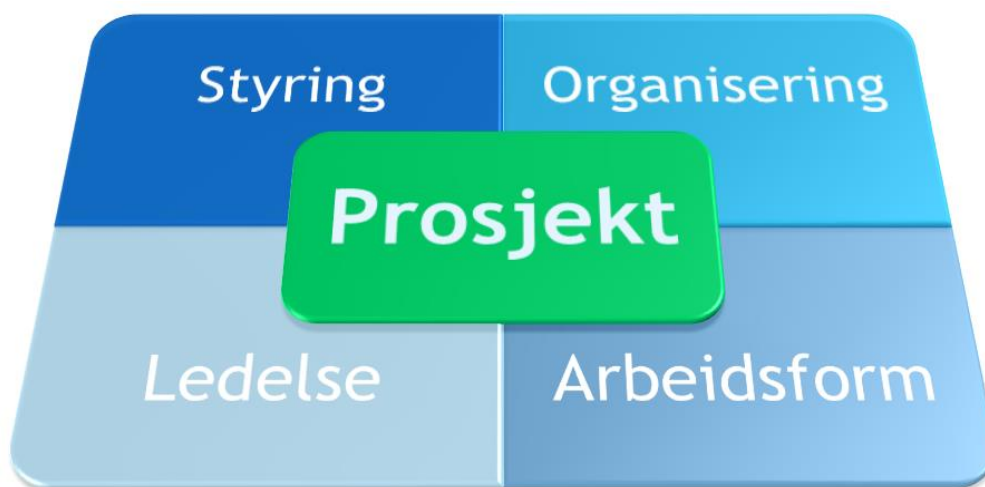 Styring
Organisering
Prosjekt
Ledelse
Arbeidsform